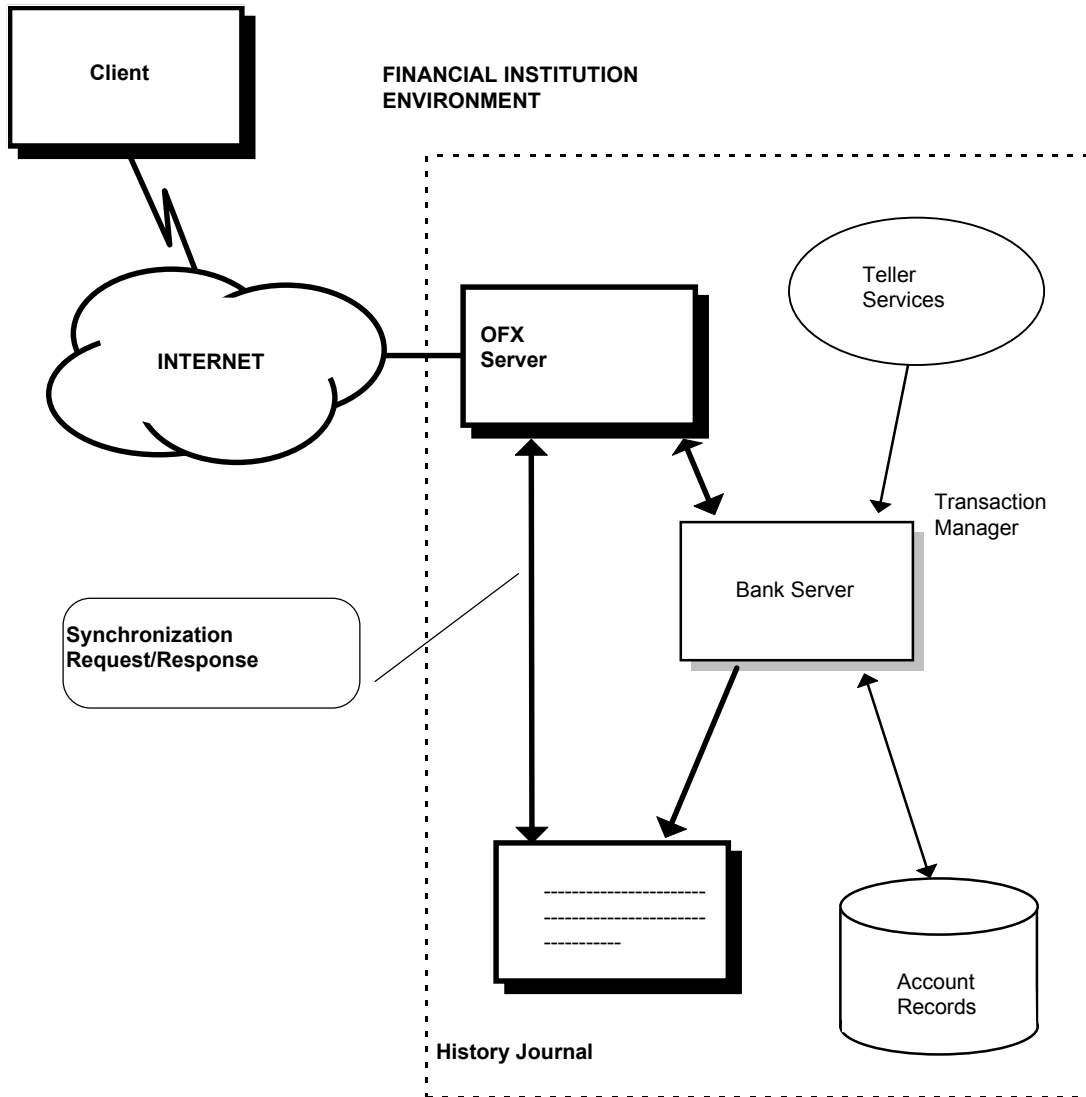 Client
FINANCIAL INSTITUTION
ENVIRONMENT
Teller
Services
OFX
Server
INTERNET
Transaction
Manager
Bank Server
Synchronization
Request/Response
-----------------------
-----------------------
-----------
Account
Records
History Journal